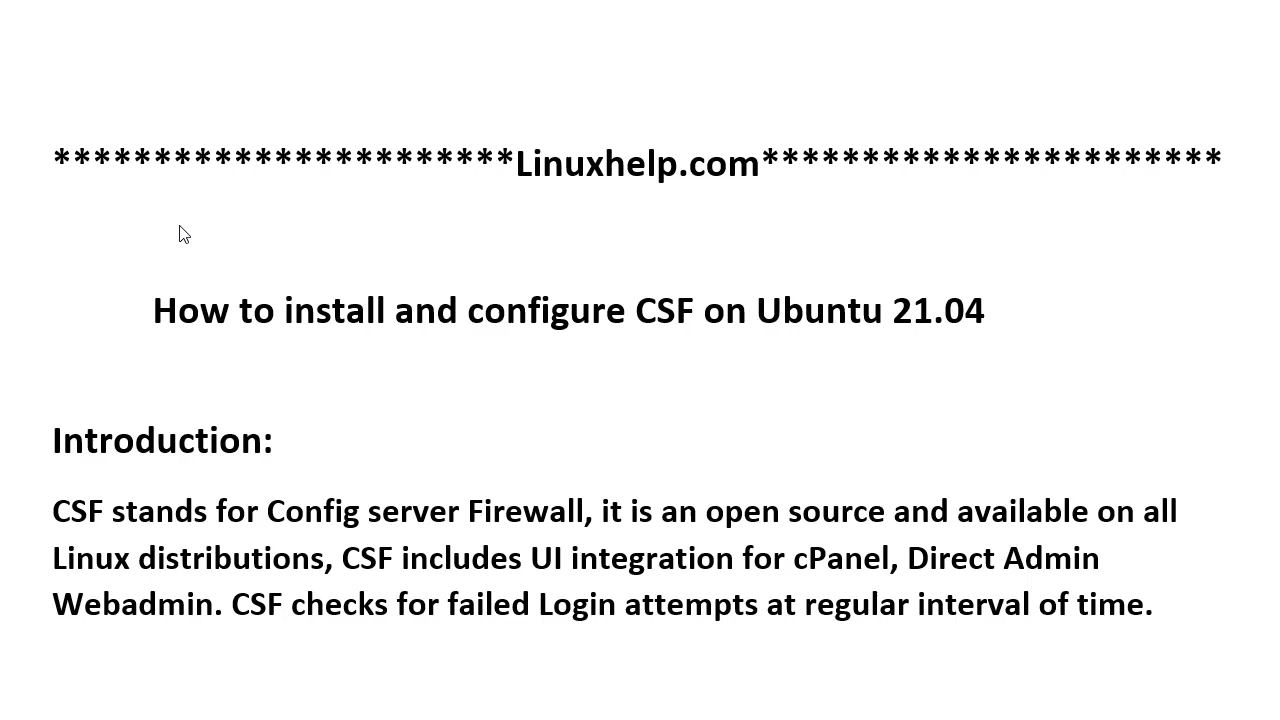 ***********************Linuxhelp.com***********************
How to install and configure CSF on Ubuntu 21.04
Introduction:
CSF stands for Config server Firewall, it is an open source and available on all
Linux distributions, CSF includes UI integration for cPanel, Direct Admin
Webadmin. CSF checks for failed Login attempts at regular interval of time.